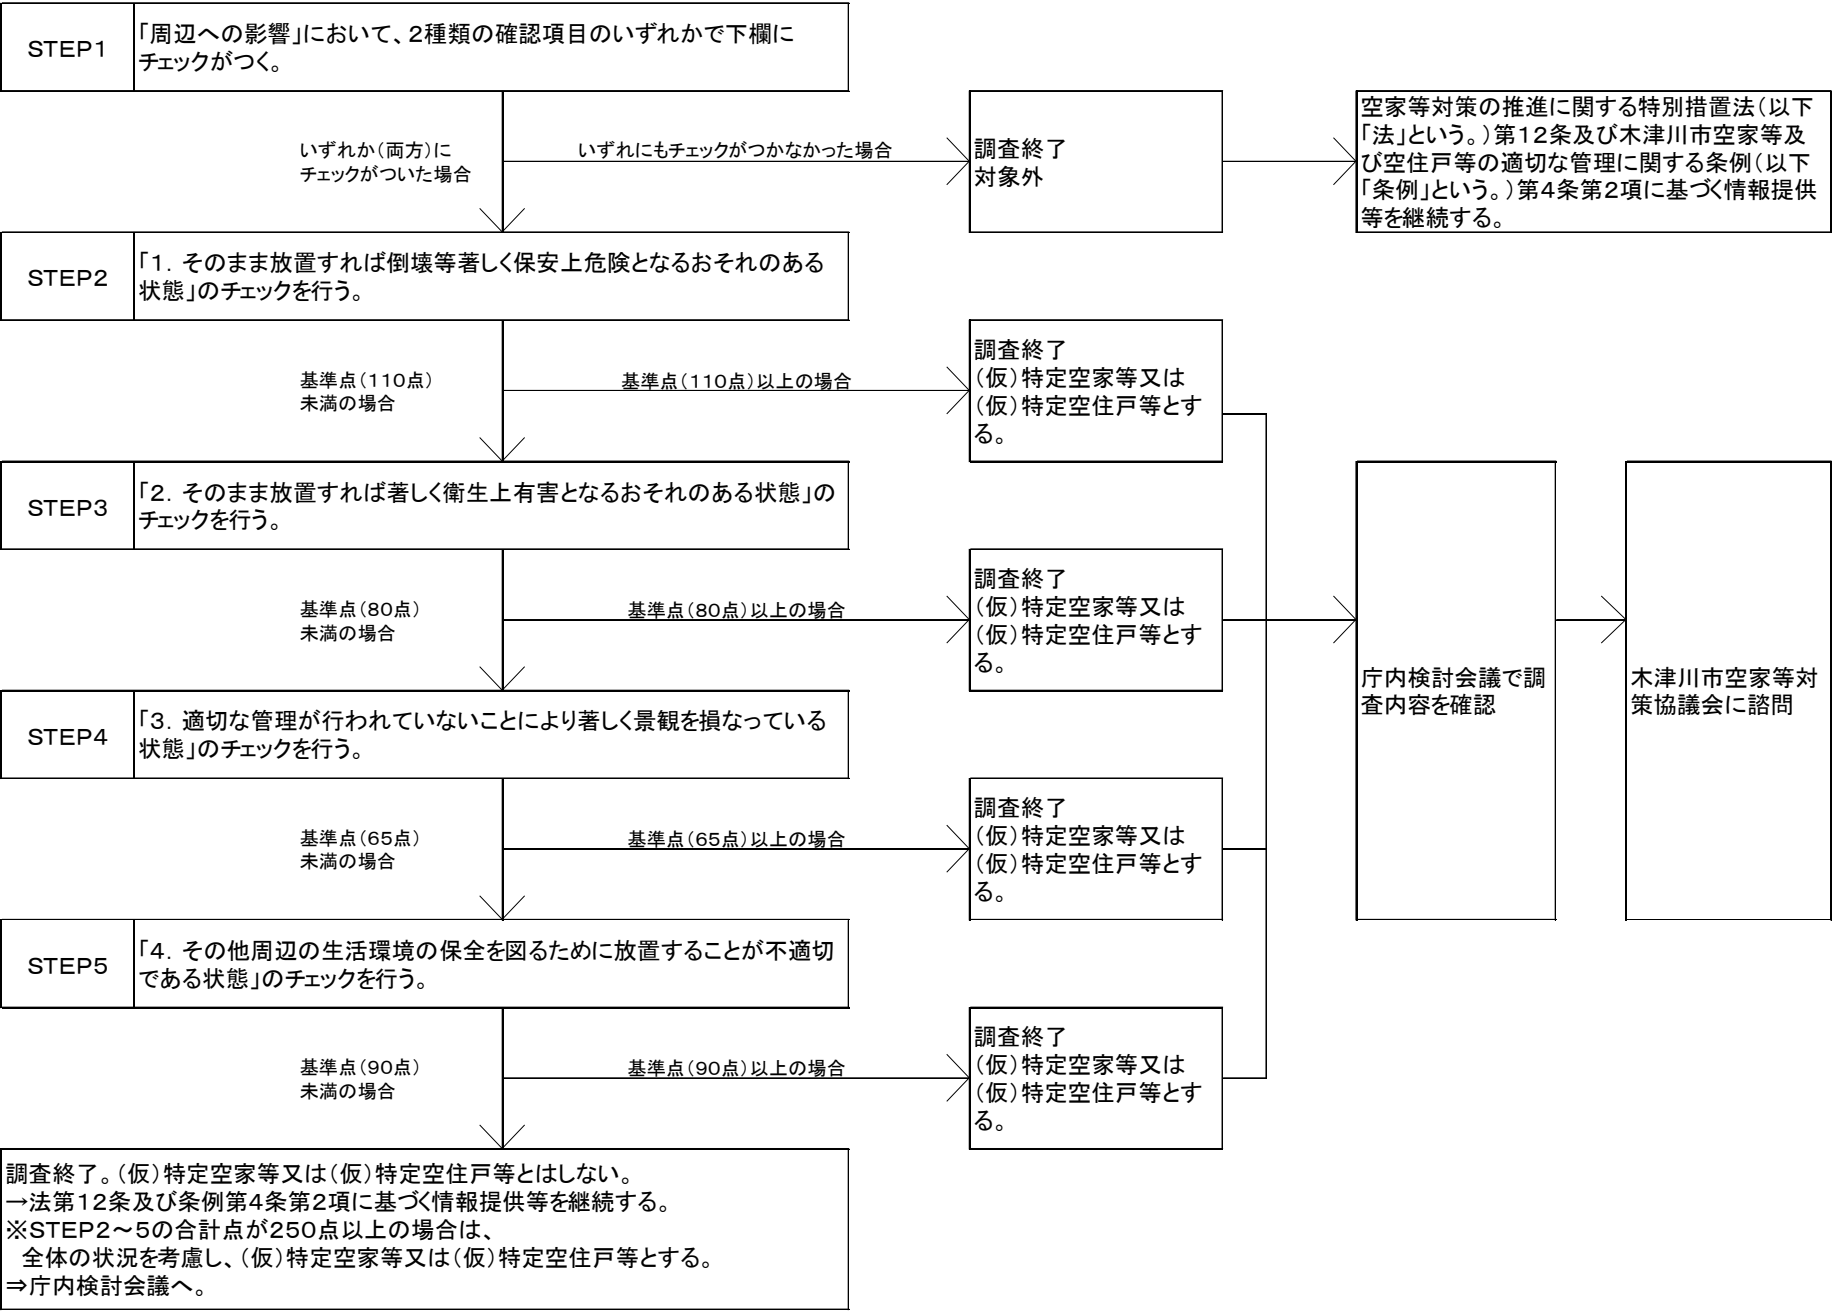 STEP1
「周辺への影響」において、2種類の確認項目のいずれかで下欄に
チェックがつく。
いずれか(両方)に
チェックがついた場合
いずれにもチェックがつかなかった場合
調査終了
対象外
空家等対策の推進に関する特別措置法(以下
「法」という。)第12条及び木津川市空家等及
び空住戸等の適切な管理に関する条例(以下
「条例」という。)第4条第2項に基づく情報提供
等を継続する。
STEP2
「1．そのまま放置すれば倒壊等著しく保安上危険となるおそれのある
状態」のチェックを行う。
基準点(110点)
未満の場合
基準点(110点)以上の場合
調査終了
(仮)特定空家等又は
(仮)特定空住戸等とす
る。
STEP3
「2．そのまま放置すれば著しく衛生上有害となるおそれのある状態」の
チェックを行う。
基準点(80点)
未満の場合
基準点(80点)以上の場合
調査終了
(仮)特定空家等又は
(仮)特定空住戸等とす
る。
庁内検討会議で調
査内容を確認
木津川市空家等対
策協議会に諮問
STEP4
「3．適切な管理が行われていないことにより著しく景観を損なっている
状態」のチェックを行う。
基準点(65点)
未満の場合
基準点(65点)以上の場合
調査終了
(仮)特定空家等又は
(仮)特定空住戸等とす
る。
STEP5
「4．その他周辺の生活環境の保全を図るために放置することが不適切
である状態」のチェックを行う。
基準点(90点)
未満の場合
基準点(90点)以上の場合
調査終了
(仮)特定空家等又は
(仮)特定空住戸等とす
る。
調査終了。(仮)特定空家等又は(仮)特定空住戸等とはしない。
→法第12条及び条例第4条第2項に基づく情報提供等を継続する。
※STEP2～5の合計点が250点以上の場合は、
全体の状況を考慮し、(仮)特定空家等又は(仮)特定空住戸等とする。
⇒庁内検討会議へ。